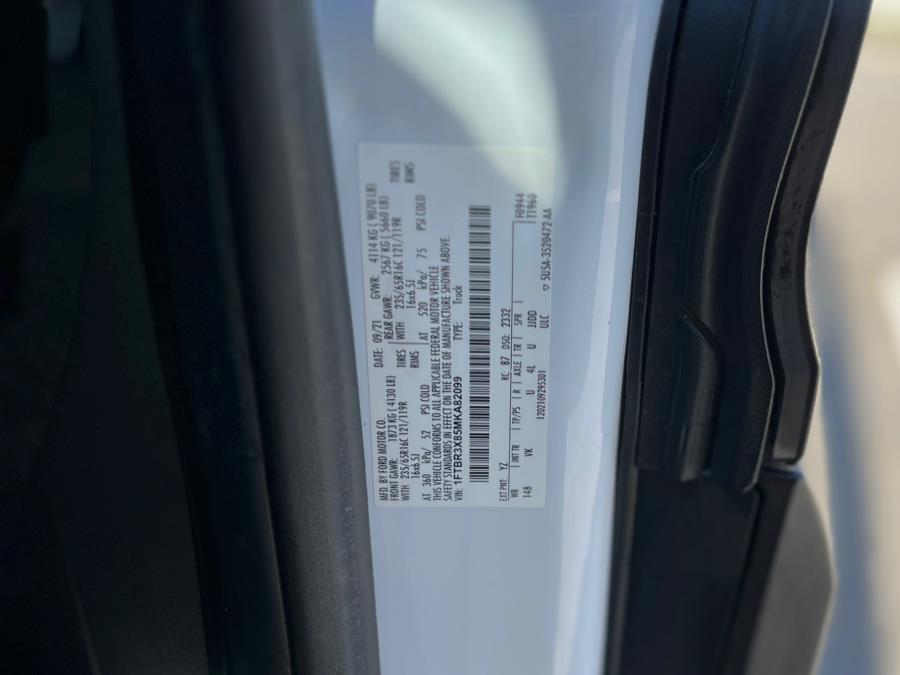 MFD. BY FORD MOTOR CO. DATE: 09/21 GVWR: 4114 KG ( 9070 LB)
FRONT GAWR: 1873 KG ( 4130 LB) REAR GAWR: 2567 KG ( 5660 LB)
WITH 235/65R16C 121/119R TIRES WITH 235/65R16C 121/119R TIRES
16x6.5J RIMS 16x6.5J RIMS
AT 360 kPa/ 52 PSI COLD AT 520 kPa/ 75 PSI COLD
THIS VEHICLE CONFORMS TO ALL APPLICABLE FEDERAL MOTOR VEHICLE
SAFETY STANDARDS IN EFFECT ON THE DATE OF MANUFACTURE SHOWN ABOVE.
VIN: 1FTBR3X85MKA82099 TYPE: Truck
EXT PNT: YZ RC: B7 DSO: 2332 F0944
WB INT TR TP/PS R AXLE TR SPR T1960
148 VK U 4L U JJDD
1202109295301 ULC 5U5A-3520472-AA